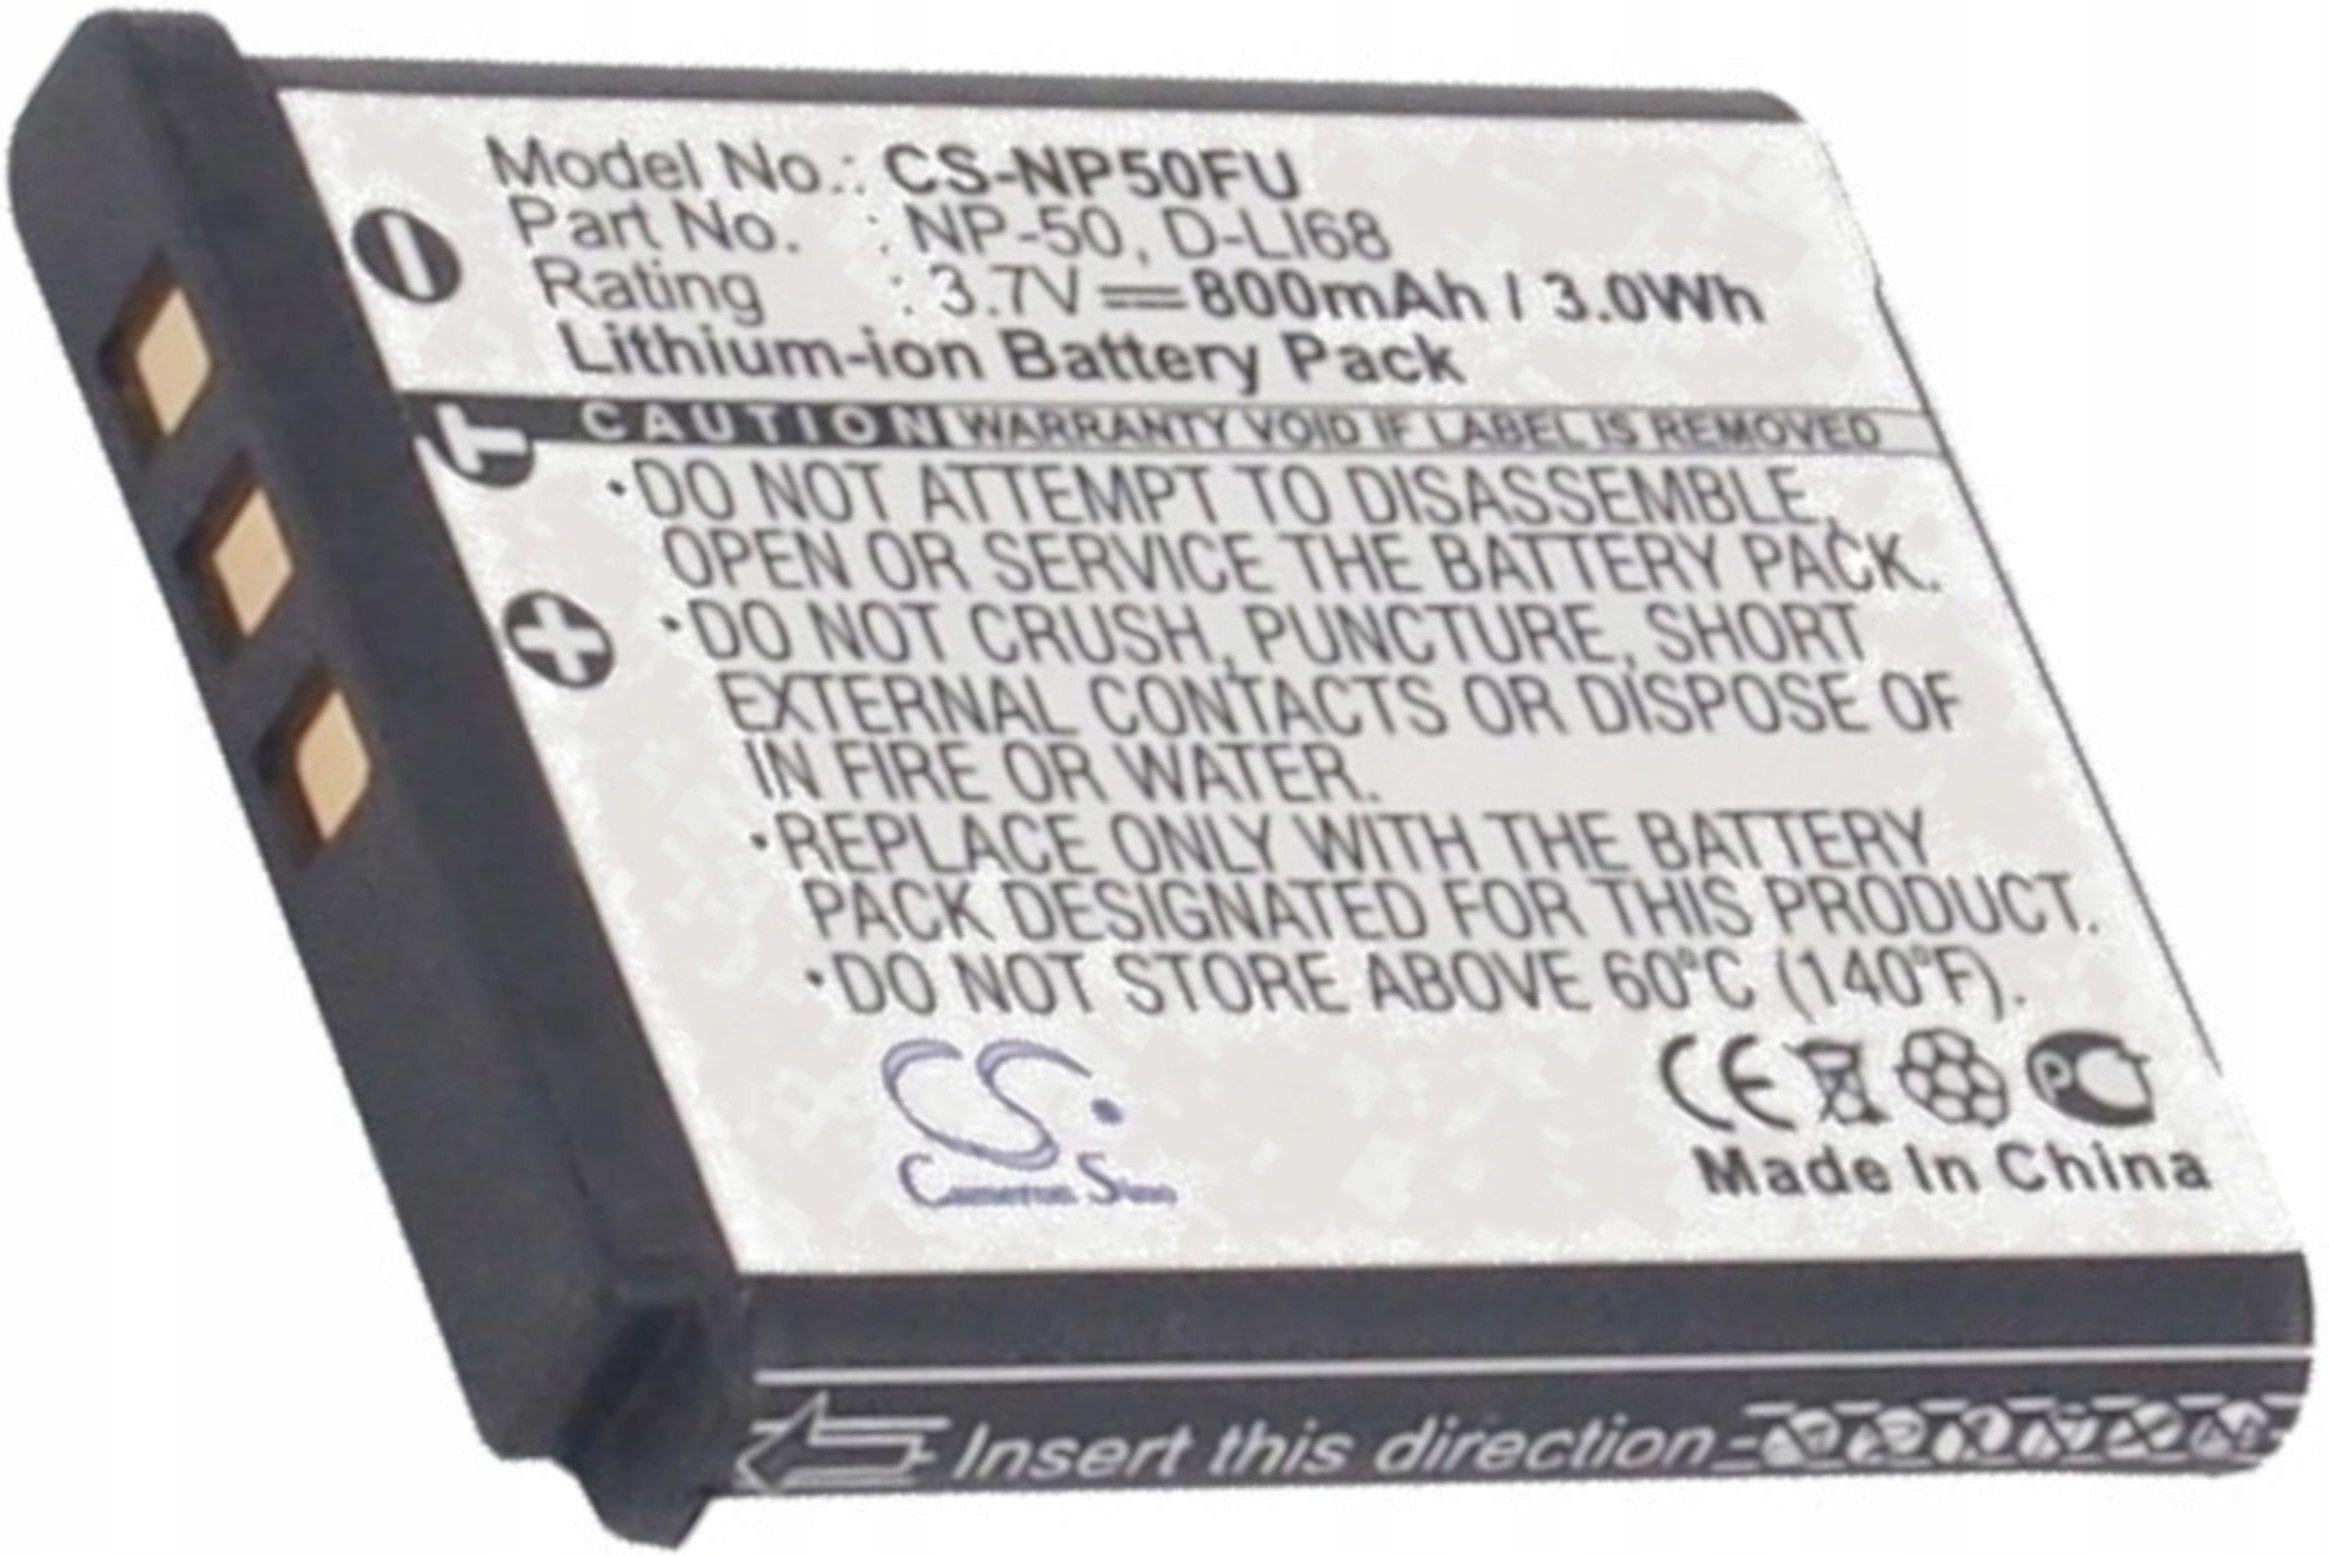 Model No.: CS-NP50FU
Part No. : NP-50, D-LI68
Rating : 3.7V 800mAh / 3.0Wh
Lithium-ion Battery Pack
CAUTION WARRANTY VOID IF LABEL IS REMOVED
T
•DO NOT ATTEMPT TO DISASSEMBLE,
OPEN OR SERVICE THE BATTERY PACK.
•DO NOT CRUSH, PUNCTURE, SHORT
EXTERNAL CONTACTS OR DISPOSE OF
IN FIRE OR WATER.
•REPLACE ONLY WITH THE BATTERY
PACK DESIGNATED FOR THIS PRODUCT.
•DO NOT STORE ABOVE 60°C (140°F).
CS
Cameron Sino
CE
Made In China
Insert this direction